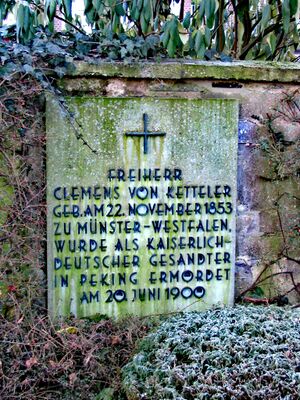 FREIHERR
CLEMENS VON KETTELER
GEB. AM 22. NOVEMBER 1853
ZU MÜNSTER-WESTFALEN,
WURDE ALS KAISERLICH-
DEUTSCHER GESANDTER
IN PEKING ERMORDET
AM 20. JUNI 1900